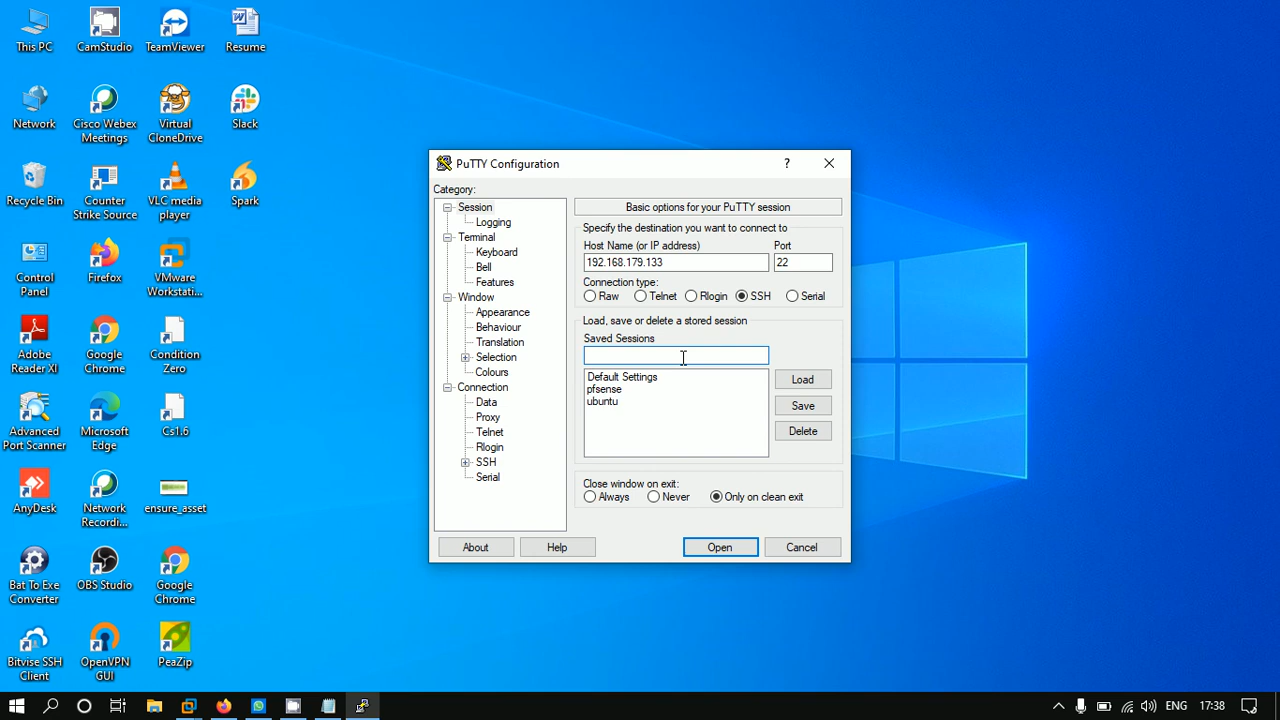 This PC
CamStudio
TeamViewer
Resume
Network
Cisco Webex
Meetings
Virtual
CloneDrive
Slack
Recycle Bin
Counter
Strike Source
VLC media
player
Spark
Control
Panel
Firefox
VMware
Workstati...
Adobe
Reader XI
Google
Chrome
Condition
Zero
Advanced
Port Scanner
Microsoft
Edge
Cs1.6
AnyDesk
Network
Recordi...
ensure_asset
Bat To Exe
Converter
OBS Studio
Google
Chrome
Bitvise SSH
Client
OpenVPN
GUI
PeaZip
PuTTY Configuration
?
Category:
Session
Logging
Terminal
Keyboard
Bell
Features
Window
Appearance
Behaviour
Translation
Selection
Colours
Connection
Data
Proxy
Telnet
Rlogin
SSH
Serial
Basic options for your PuTTY session
Specify the destination you want to connect to
Host Name (or IP address)
Port
192.168.179.133
22
Connection type:
Raw Telnet Rlogin SSH Serial
Load, save or delete a stored session
Saved Sessions
Default Settings
pfsense
ubuntu
Load
Save
Delete
Close window on exit:
Always Never Only on clean exit
About Help Open Cancel
ENG 17:38